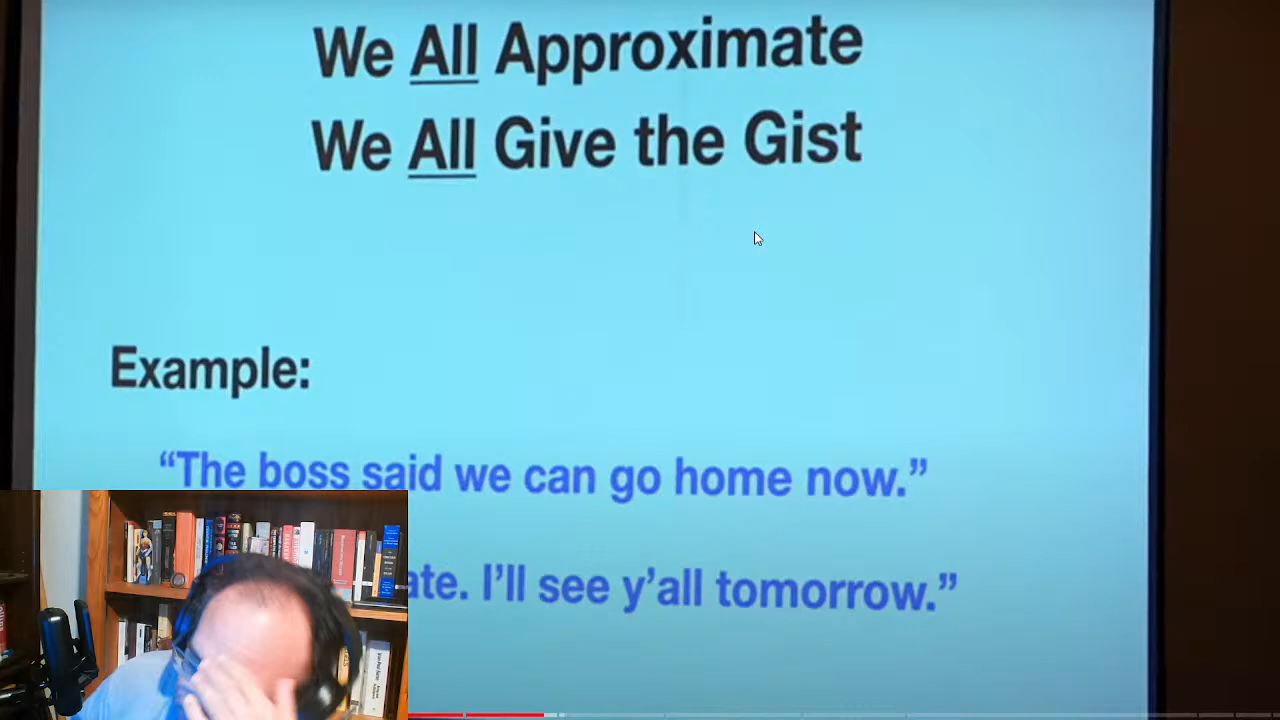 We All Approximate
We All Give the Gist
Example:
“The boss said we can go home now.”
ate. I’ll see y’all tomorrow.”